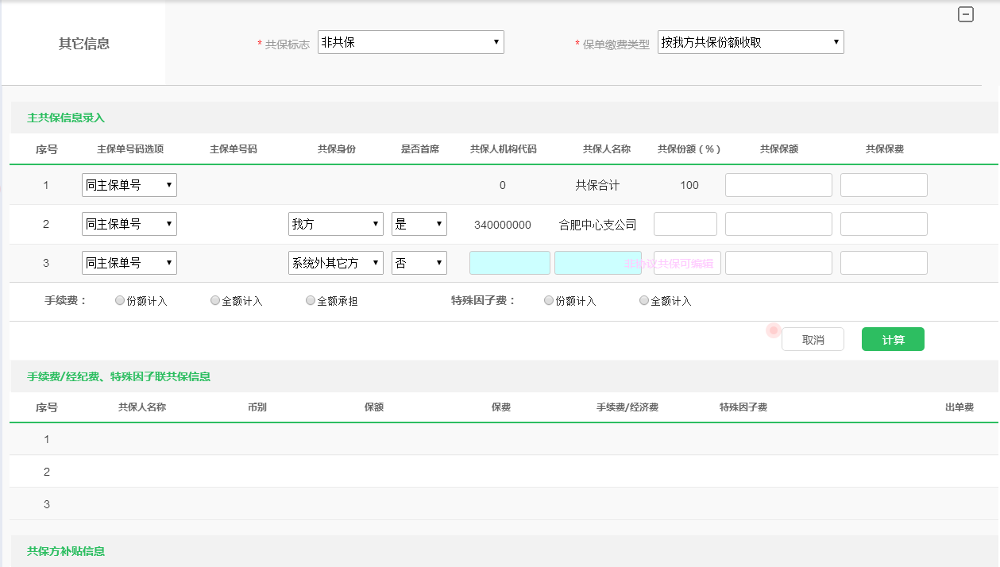 其它信息 * 共保标志 非共保 * 保单缴费类型 按我方共保份额收取
主共保信息录入
序号 主保单号码选项 主保单号码 共保身份 是否首席 共保人机构代码 共保人名称 共保份额 ( % ) 共保保额 共保保费
1 同主保单号 0 共保合计 100
2 同主保单号 我方 是 340000000 合肥中心支公司
3 同主保单号 系统外其它方 否 非协议共保可编辑
手续费： 份额计入 全额计入 全额承担 特殊因子费： 份额计入 全额计入
取消 计算
手续费/经纪费、特殊因子联共保信息
序号 共保人名称 币别 保额 保费 手续费/经济费 特殊因子费 出单费
1
2
3
共保方补贴信息